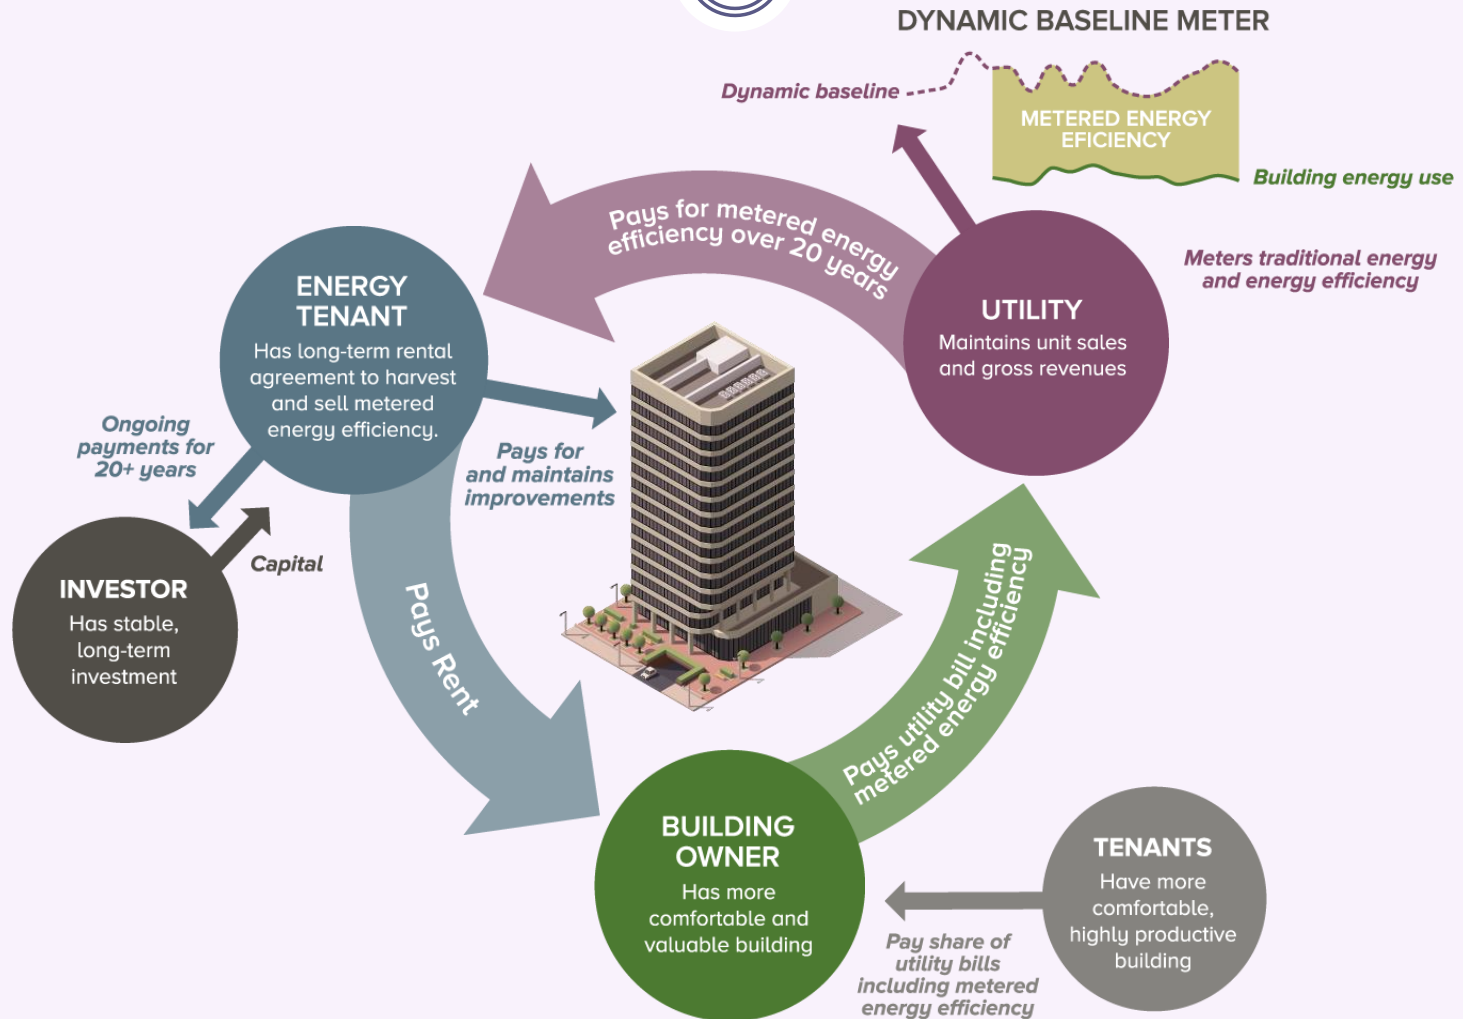 DYNAMIC BASELINE METER
Dynamic baseline
METERED ENERGY
EFICIENCY
Building energy use
Pays for metered energy
efficiency over 20 years
Meters traditional energy
and energy efficiency
UTILITY
Maintains unit sales
and gross revenues
ENERGY
TENANT
Has long-term rental
agreement to harvest
and sell metered
energy efficiency.
Ongoing
payments for
20+ years
Pays for
and maintains
improvements
Capital
INVESTOR
Has stable,
long-term
investment
Pays Rent
Pays utility bill including
metered energy efficiency
BUILDING
OWNER
Has more
comfortable and
valuable building
TENANTS
Have more
comfortable,
highly productive
building
Pay share of
utility bills
including metered
energy efficiency